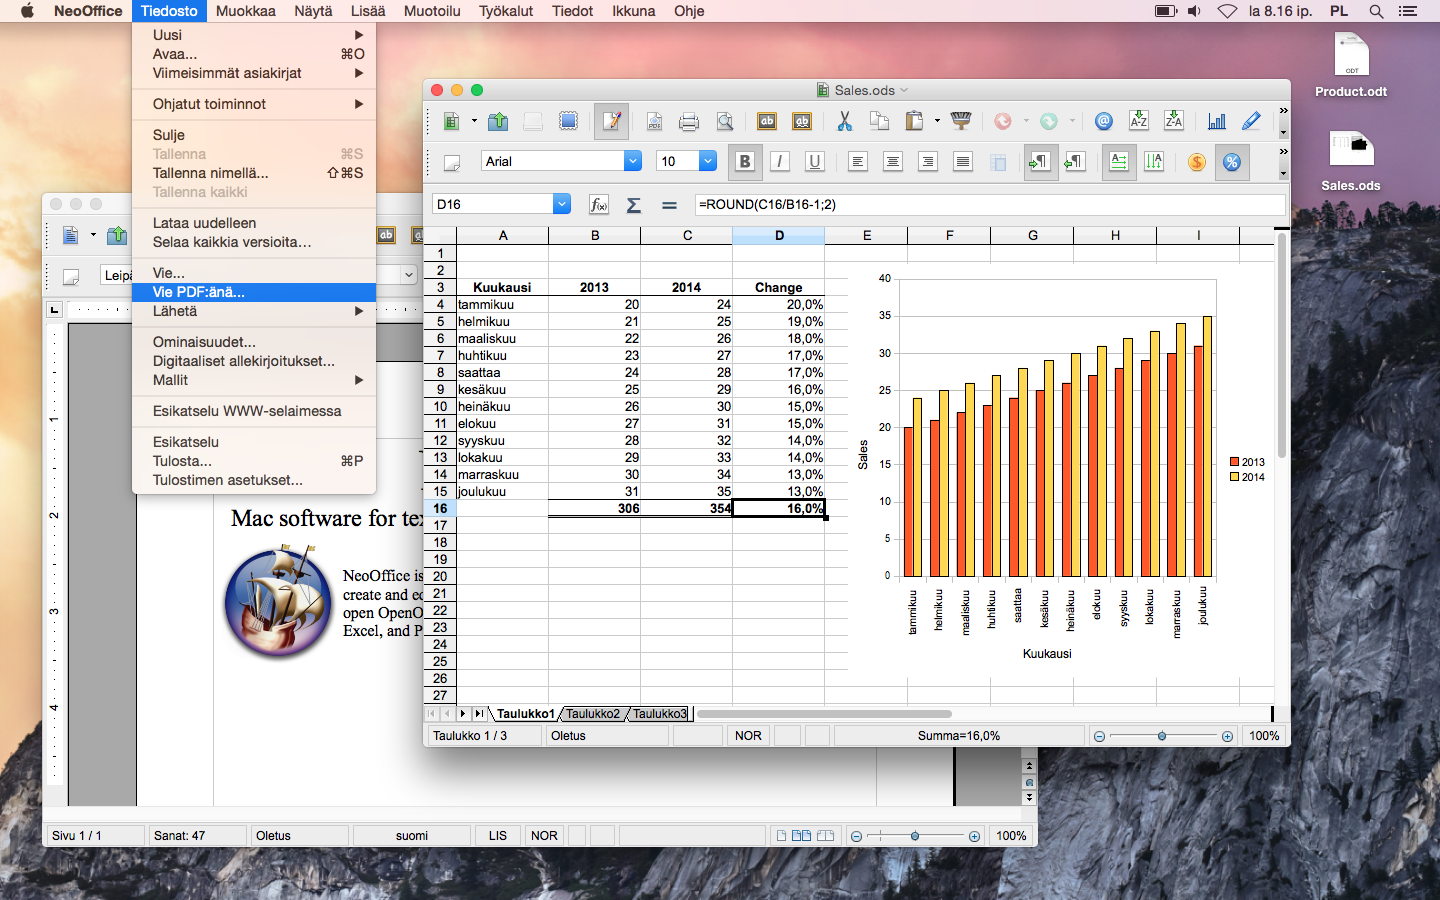 NeoOffice Tiedosto Muokkaa Näytä Lisää Muotoilu Työkalut Tiedot Ikkuna Ohje la 8.16 ip. PL
Uusi
Avaa... ⌘O
Viimeisimmät asiakirjat
Ohjatut toiminnot
Sulje
Tallenna ⌘S
Tallenna nimellä... ⇧⌘S
Tallenna kaikki
Lataa uudelleen
Selaa kaikkia versioita...
Vie...
Vie PDF:änä...
Lähetä
Ominaisuudet...
Digitaaliset allekirjoitukset...
Mallit
Esikatselu WWW-selaimessa
Esikatselu
Tulosta... ⌘P
Tulostimen asetukset...
ODT
Product.odt
Sales.ods
Sales.ods
Arial 10 B I U
D16 =ROUND(C16/B16-1;2)
A B C D E F G H I
1
2
3 Kuukausi 2013 2014 Change
4 tammikuu 20 24 20,0%
5 helmikuu 21 25 19,0%
6 maaliskuu 22 26 18,0%
7 huhtikuu 23 27 17,0%
8 saattaa 24 28 17,0%
9 kesäkuu 25 29 16,0%
10 heinäkuu 26 30 15,0%
11 elokuu 27 31 15,0%
12 syyskuu 28 32 14,0%
13 lokakuu 29 33 14,0%
14 marraskuu 30 34 13,0%
15 joulukuu 31 35 13,0%
16 306 354 16,0%
17
18
19
20
21
22
23
24
25
26
27
40
35
30
25
20
15
10
5
0
Sales
tammikuu helmikuu maaliskuu huhtikuu saattaa kesäkuu heinäkuu elokuu syyskuu lokakuu marraskuu joulukuu
Kuukausi
2013
2014
Taulukko1 Taulukko2 Taulukko3
Taulukko 1 / 3 Oletus NOR Summa=16,0% 100%
Leipä
1
2
3
4
Mac software for tex
NeoOffice is
create and ed
open OpenO
Excel, and P
Sivu 1 / 1 Sanat: 47 Oletus suomi LIS NOR 100%